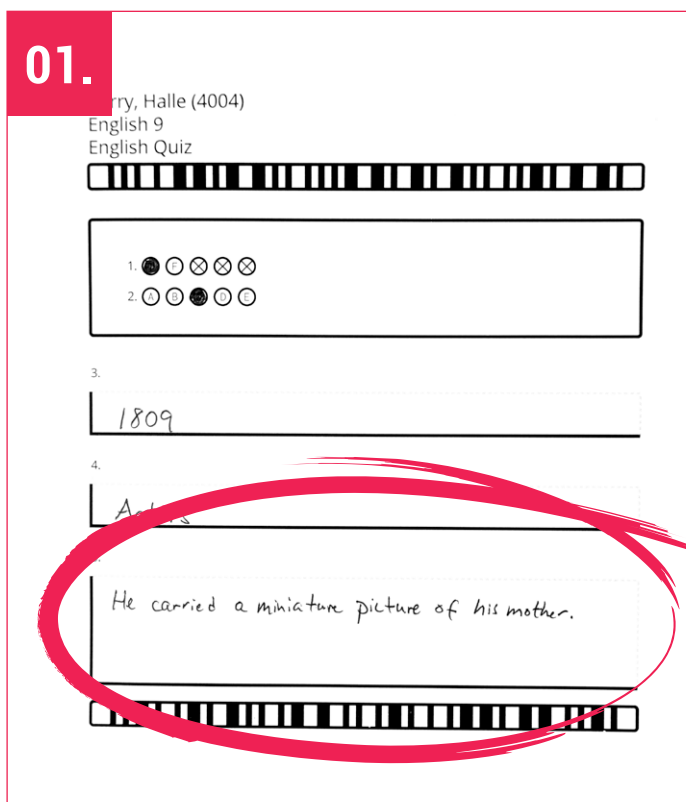 01.
rry, Halle (4004)
English 9
English Quiz
1. F
2. A B D E
3.
1809
4.
He carried a miniature picture of his mother.